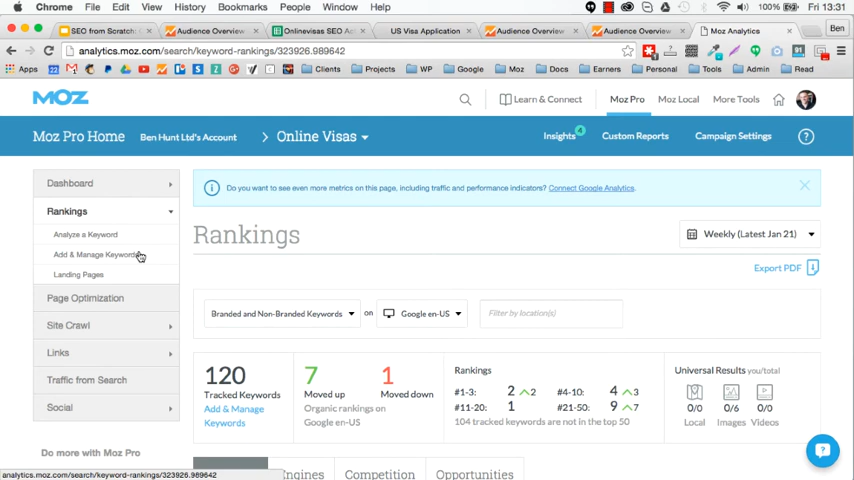 Chrome File Edit View History Bookmarks People Window Help 100% Fri 13:31
SEO from Scratch: Audience Overview Onlinevisas SEO A US Visa Application Audience Overview Audience Overview Moz Analytics Ben
analytics.moz.com/search/keyword-rankings/323926.989642
Apps Clients Projects WP Google Moz Docs Earners Personal Tools Admin Read
MOZ Learn & Connect Moz Pro Moz Local More Tools
Moz Pro Home Ben Hunt Ltd's Account Online Visas Insights 4 Custom Reports Campaign Settings ?
Dashboard
Rankings
Analyze a Keyword
Add & Manage Keywords
Landing Pages
Page Optimization
Site Crawl
Links
Traffic from Search
Social
Do more with Moz Pro
Do you want to see even more metrics on this page, including traffic and performance indicators? Connect Google Analytics.
Rankings
Weekly (Latest Jan 21)
Export PDF
Branded and Non-Branded Keywords on Google en-US Filter by location(s)
120
Tracked Keywords
Add & Manage
Keywords
7
Moved up
1
Moved down
Organic rankings on
Google en-US
Rankings
#1-3: 2 2 #4-10: 4 3
#11-20: 1 #21-50: 9 7
104 tracked keywords are not in the top 50
Universal Results you/total
0/0 0/6 0/0
Local Images Videos
Engines Competition Opportunities
analytics.moz.com/search/keyword-rankings/323926.989642